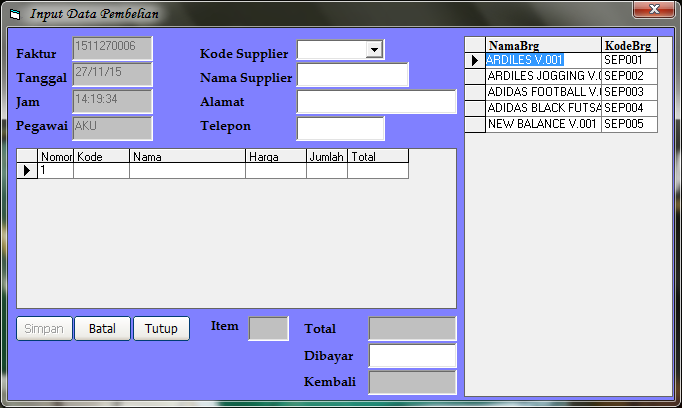 Input Data Pembelian
Faktur 1511270006
Tanggal 27/11/15
Jam 14:19:34
Pegawai AKU
Kode Supplier
Nama Supplier
Alamat
Telepon
Nomor Kode Nama Harga Jumlah Total
1
Simpan Batal Tutup
Item
Total
Dibayar
Kembali
NamaBrg KodeBrg
ARDILES V.001 SEP001
ARDILES JOGGING V.( SEP002
ADIDAS FOOTBALL V.( SEP003
ADIDAS BLACK FUTSA SEP004
NEW BALANCE V.001 SEP005